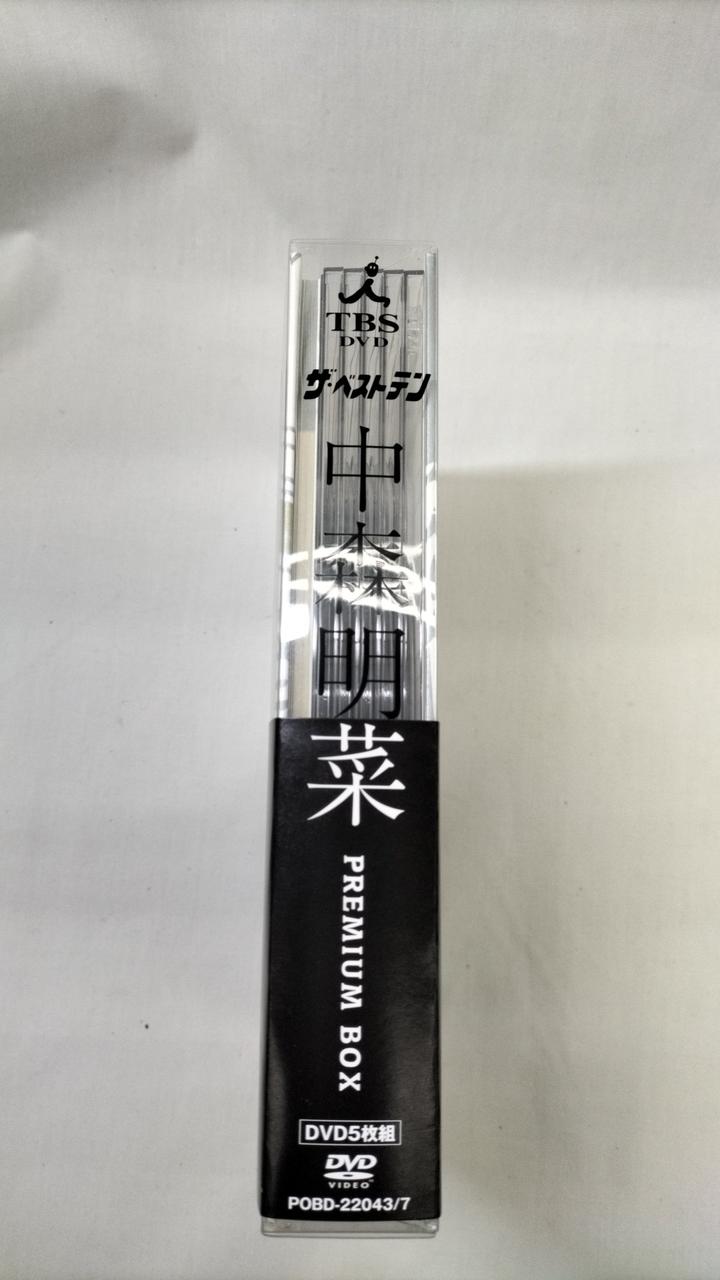 TBS
DVD
ザ・ベストテン
中森明菜
PREMIUM BOX
DVD5枚組
DVD
VIDEO™
POBD-22043/7